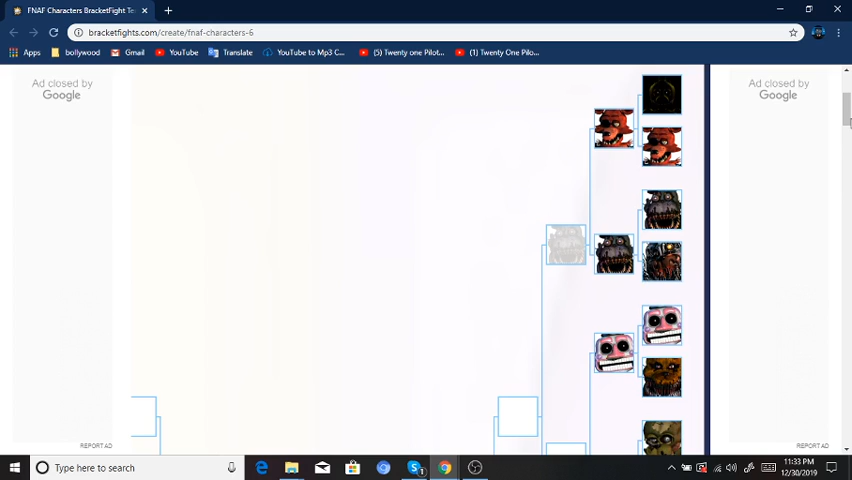 FNAF Characters BracketFight Te
bracketfights.com/create/fnaf-characters-6
Apps bollywood Gmail YouTube Translate YouTube to Mp3 C... (5) Twenty one Pilot... (1) Twenty One Pilo...
Ad closed by
Google
Ad closed by
Google
REPORT AD
REPORT AD
Type here to search
1
11:33 PM
12/30/2019